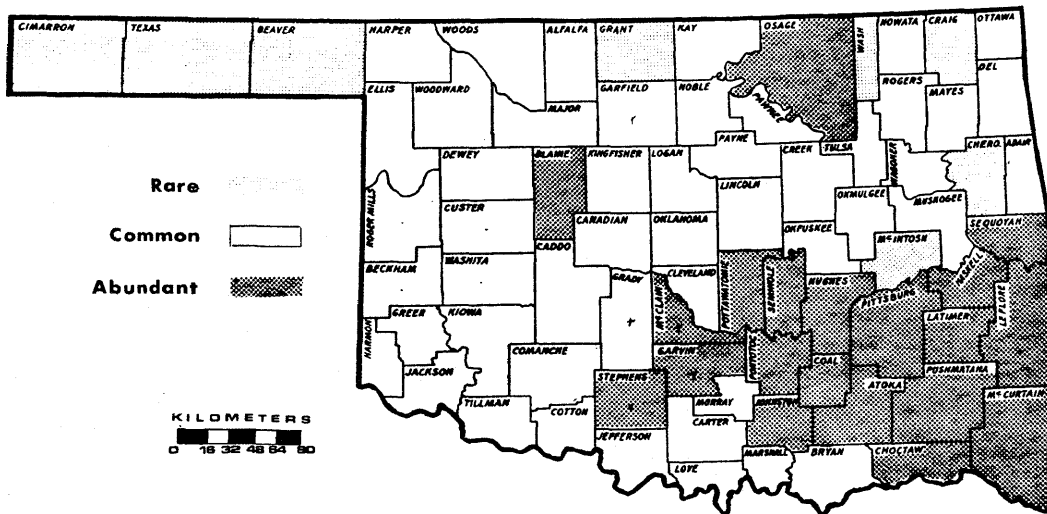 CIMARRON
TEXAS
BEAVER
HARPER
WOODS
ALFALFA
GRANT
KAY
OSAGE
WASH
NOWATA
CRAIG
OTTAWA
ELLIS
WOODWARD
MAJOR
GARFIELD
NOBLE
PAWNEE
ROGERS
MAYES
DEL
DEWEY
BLAINE
KINGFISHER
LOGAN
PAYNE
CREEK
TULSA
WAGONER
CHERO.
ADAIR
Rare
ROGER MILLS
CUSTER
CANADIAN
OKLAHOMA
LINCOLN
OKMULGEE
MUSKOGEE
Common
CADDO
OKFUSKEE
McINTOSH
SEQUOYAH
Abundant
BECKHAM
WASHITA
GRADY
CLEVELAND
McCLAIN
POTTAWATOMIE
SEMINOLE
HUGHES
PITTSBURG
HASKELL
LEFLORE
GREER
KIOWA
LATIMER
HARMON
JACKSON
COMANCHE
GARVIN
PONTOC
COAL
PUSHMATAHA
STEPHENS
ATOKA
McCURTAIN
TILLMAN
COTTON
MURRAY
JOHNSTON
CARTER
JEFFERSON
LOVE
MARSHALL
BRYAN
CHOCTAW
KILOMETERS
0 16 32 48 64 80